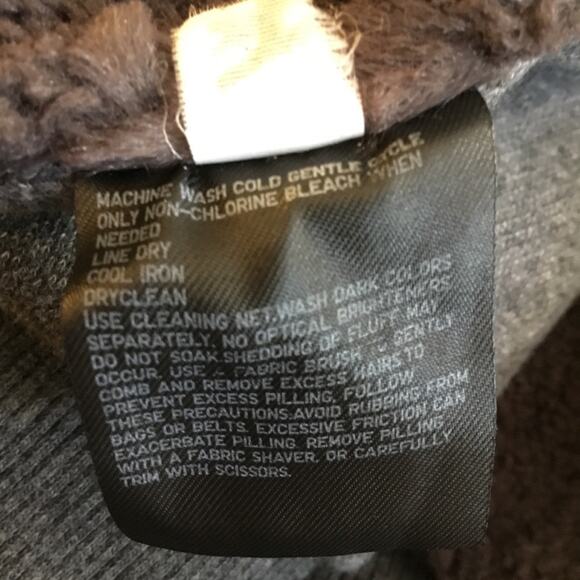 MACHINE WASH COLD GENTLE CYCLE
ONLY NON-CHLORINE BLEACH WHEN
NEEDED
LINE DRY
COOL IRON
DRYCLEAN
USE CLEANING NET.WASH DARK COLORS
SEPARATELY. NO OPTICAL BRIGHTENERS
DO NOT SOAK.SHEDDING OF FLUFF MAY
OCCUR. USE A FABRIC BRUSH GENTLY
COMB AND REMOVE EXCESS HAIRS TO
PREVENT EXCESS PILLING, FOLLOW
THESE PRECAUTIONS:AVOID RUBBING FROM
BAGS OR BELTS. EXCESSIVE FRICTION CAN
EXACERBATE PILLING. REMOVE PILLING
WITH A FABRIC SHAVER, OR CAREFULLY
TRIM WITH SCISSORS.